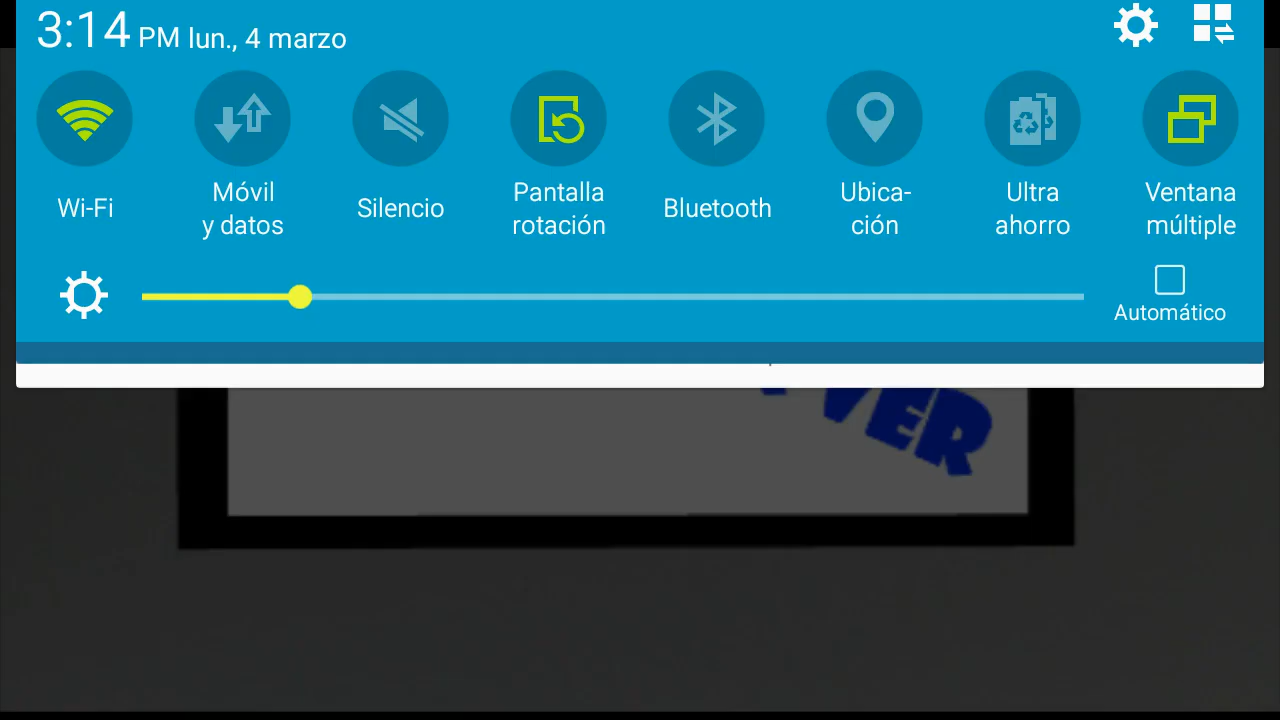 3:14 PM lun., 4 marzo
Wi-Fi
Móvil
y datos
Silencio
Pantalla
rotación
Bluetooth
Ubica-
ción
Ultra
ahorro
Ventana
múltiple
Automático
VER